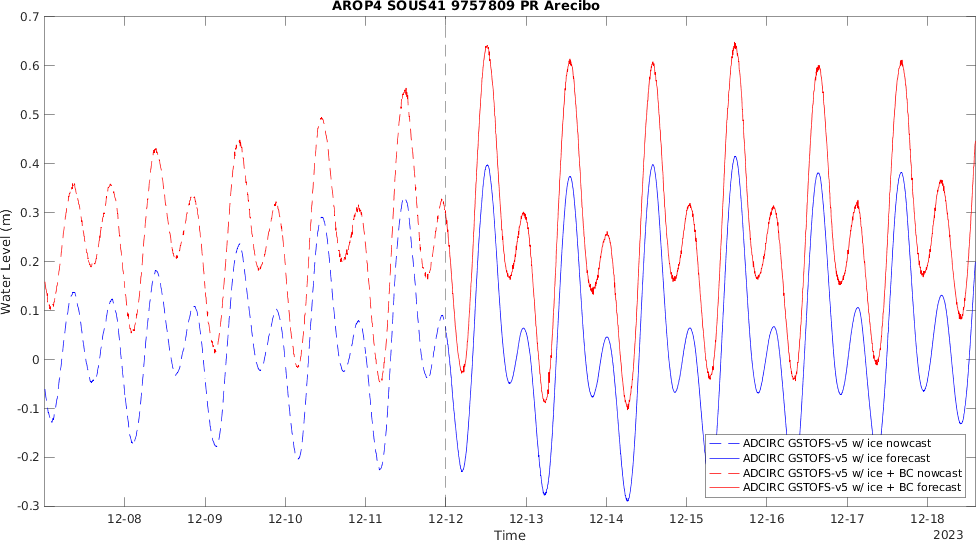 AROP4 SOUS41 9757809 PR Arecibo
0.7
0.6
0.5
0.4
0.3
0.2
0.1
0
-0.1
-0.2
-0.3
Water Level (m)
ADCIRC GSTOFS-v5 w/ ice nowcast
ADCIRC GSTOFS-v5 w/ ice forecast
ADCIRC GSTOFS-v5 w/ ice + BC nowcast
ADCIRC GSTOFS-v5 w/ ice + BC forecast
12-08 12-09 12-10 12-11 12-12 12-13 12-14 12-15 12-16 12-17 12-18
Time
2023